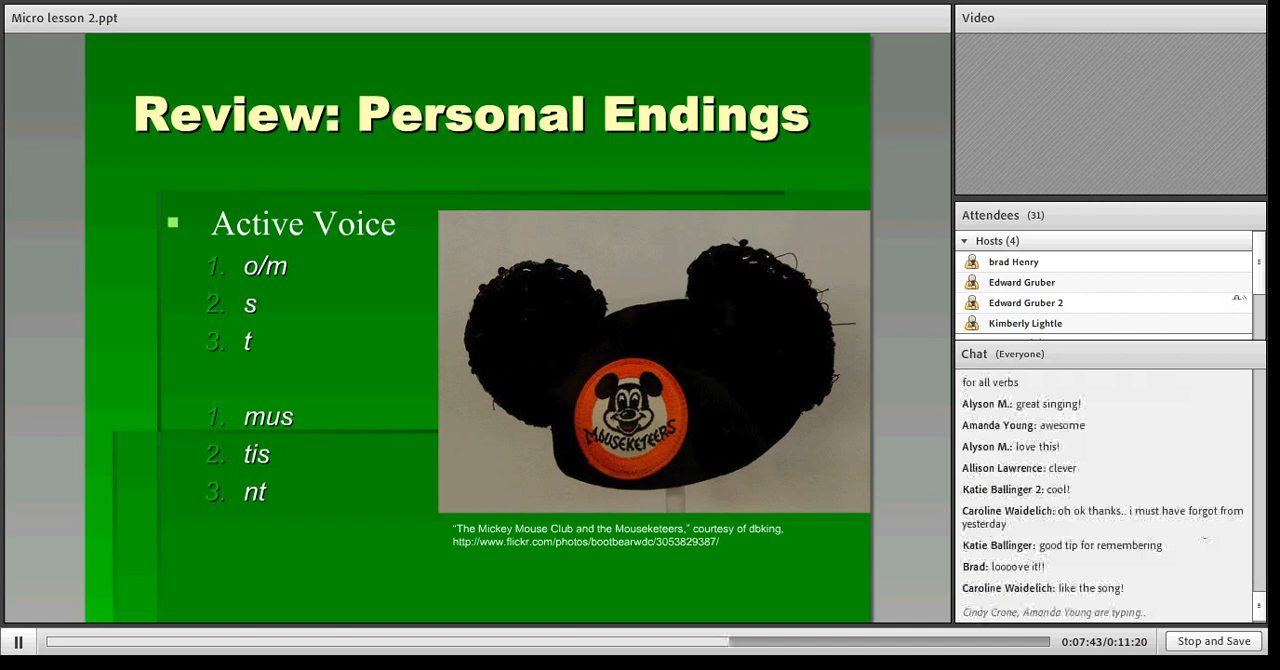 Micro lesson 2.ppt
Review: Personal Endings
Active Voice
1. o/m
2. s
3. t
1. mus
2. tis
3. nt
MOUSEKETEERS
"The Mickey Mouse Club and the Mouseketeers," courtesy of dbking,
http://www.flickr.com/photos/bootbearwdc/3053829387/
Video
Attendees (31)
Hosts (4)
brad Henry
Edward Gruber
Edward Gruber 2
Kimberly Lightle
Chat (Everyone)
for all verbs
Alyson M.: great singing!
Amanda Young: awesome
Alyson M.: love this!
Allison Lawrence: clever
Katie Ballinger 2: cool!
Caroline Waidelich: oh ok thanks.. i must have forgot from
yesterday
Katie Ballinger: good tip for remembering
Brad: loooove it!!
Caroline Waidelich: like the song!
Cindy Crane, Amanda Young are typing..
0:07:43/0:11:20
Stop and Save